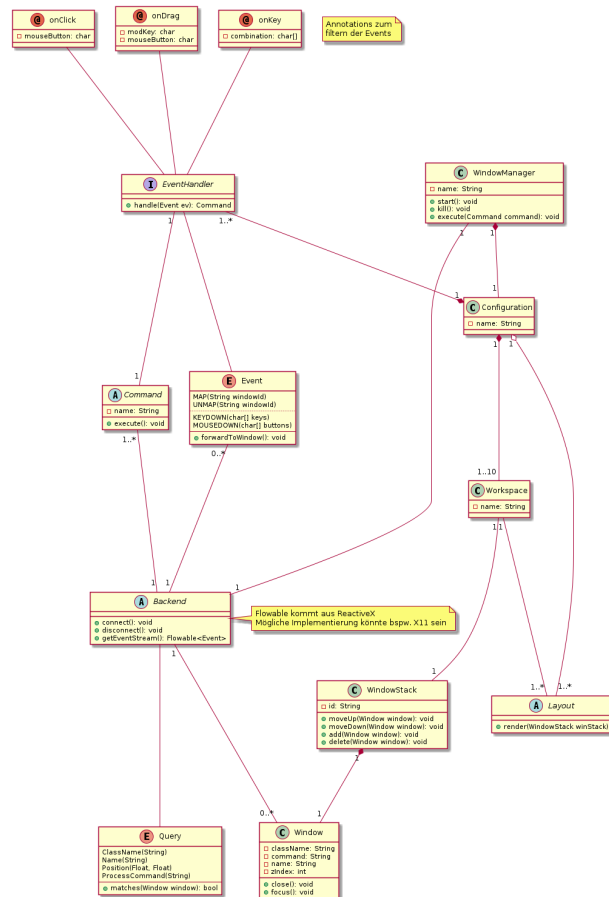 @ onClick
mouseButton: char
@ onDrag
modKey: char
mouseButton: char
@ onKey
combination: char[]
Annotations zum
filtern der Events
I EventHandler
handle(Event ev): Command
C WindowManager
name: String
start(): void
kill(): void
execute(Command command): void
1
1..*
1
1
1
1
C Configuration
name: String
1
1
1
A Command
name: String
execute(): void
1..*
E Event
MAP(String windowId)
UNMAP(String windowId)
KEYDOWN(char[] keys)
MOUSEDOWN(char[] buttons)
forwardToWindow(): void
0..*
1..10
C Workspace
name: String
1
1
1
1
1
A Backend
connect(): void
disconnect(): void
getEventStream(): Flowable<Event>
Flowable kommt aus ReactiveX
Mögliche Implementierung könnte bspw. X11 sein
1
1
C WindowStack
id: String
moveUp(Window window): void
moveDown(Window window): void
add(Window window): void
delete(Window window): void
1
1..*
1..*
A Layout
render(WindowStack winStack)
0..*
1
E Query
ClassName(String)
Name(String)
Position(Float, Float)
ProcessCommand(String)
matches(Window window): bool
C Window
className: String
command: String
name: String
zIndex: int
close(): void
focus(): void